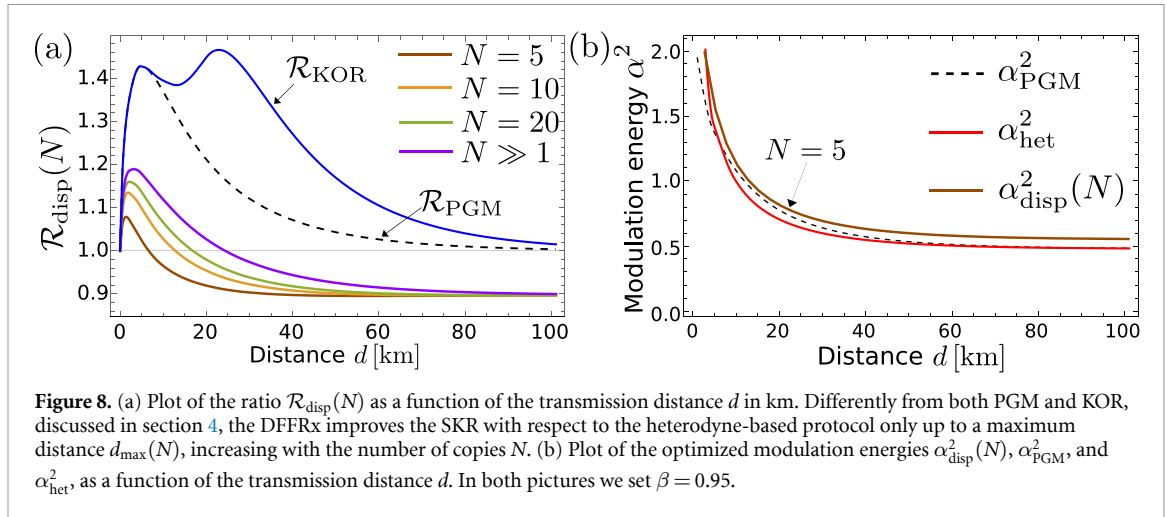 (a)
R_KOR
R_PGM
N = 5
N = 10
N = 20
N ≫ 1
R_disp(N)
1.4
1.3
1.2
1.1
1.0
0.9
0 20 40 60 80 100
Distance d [km]
(b)
Modulation energy α²
2.0
1.5
1.0
0.5
0.0
N = 5
α²_PGM
α²_het
α²_disp(N)
0 20 40 60 80 100
Distance d [km]
Figure 8. (a) Plot of the ratio R_disp(N) as a function of the transmission distance d in km. Differently from both PGM and KOR,
discussed in section 4, the DFFRx improves the SKR with respect to the heterodyne-based protocol only up to a maximum
distance d_max(N), increasing with the number of copies N. (b) Plot of the optimized modulation energies α²_disp(N), α²_PGM, and
α²_het, as a function of the transmission distance d. In both pictures we set β = 0.95.